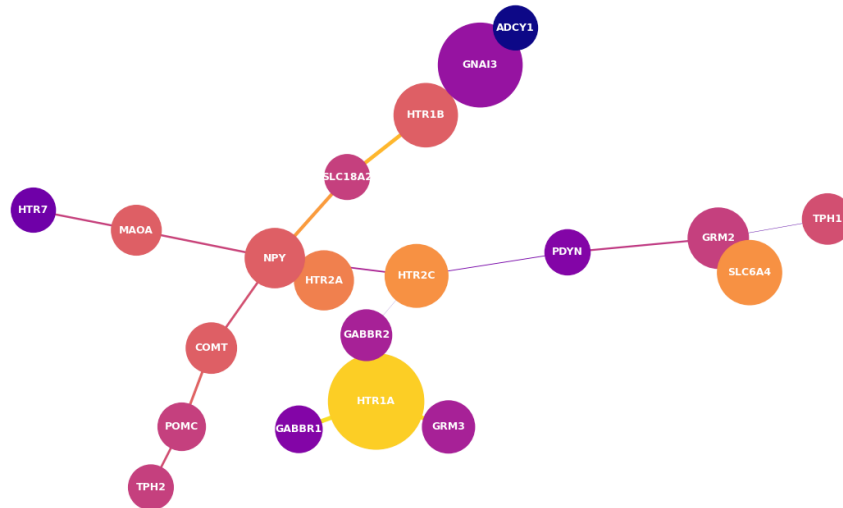 ADCY1
GNAI3
HTR1B
SLC18A2
HTR7
MAOA
NPY
HTR2A
HTR2C
PDYN
GRM2
TPH1
SLC6A4
GABBR2
COMT
HTR1A
GABBR1
GRM3
POMC
TPH2